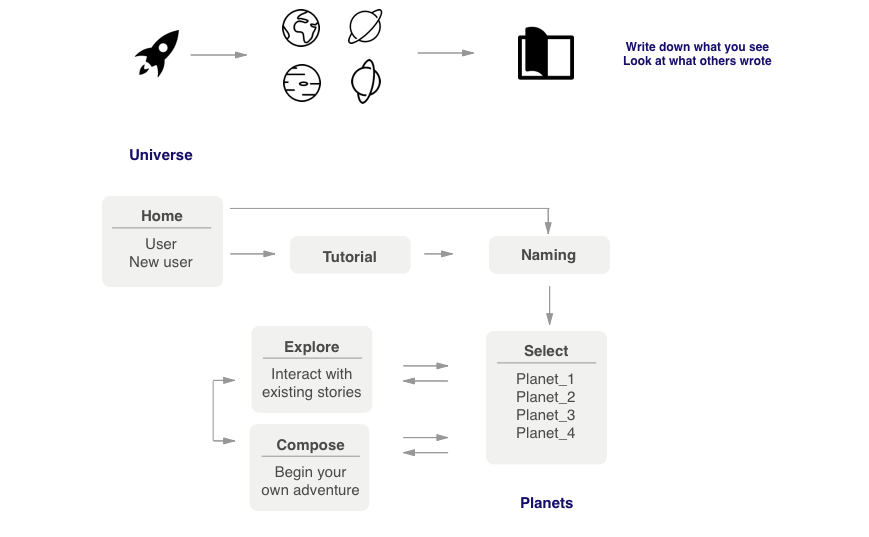 Write down what you see
Look at what others wrote
Universe
Home
User
New user
Tutorial
Naming
Explore
Interact with
existing stories
Select
Planet_1
Planet_2
Planet_3
Planet_4
Compose
Begin your
own adventure
Planets